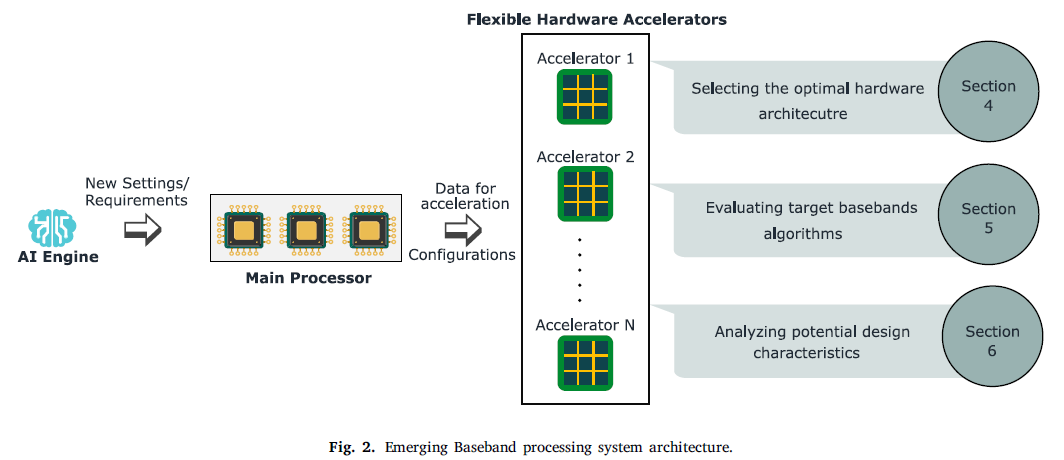 Flexible Hardware Accelerators
Accelerator 1
Selecting the optimal hardware
architecutre
Section
4
Accelerator 2
New Settings/
Requirements
Data for
acceleration
Evaluating target basebands
algorithms
Section
5
AI Engine
Configurations
Main Processor
Accelerator N
Analyzing potential design
characteristics
Section
6
Fig. 2. Emerging Baseband processing system architecture.